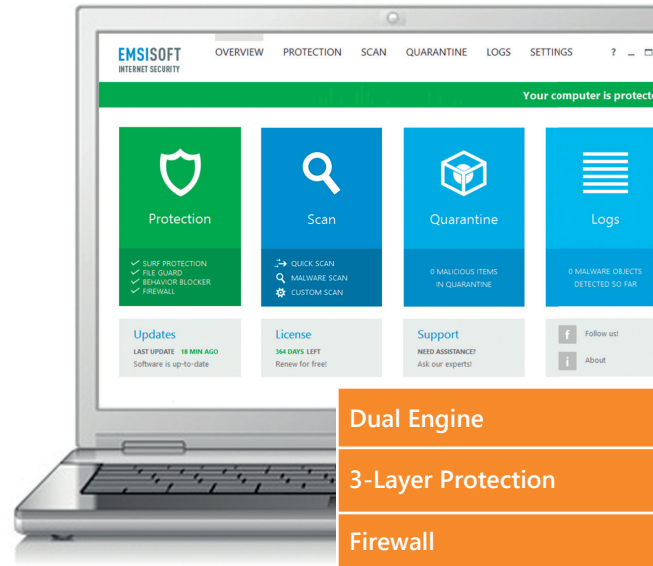 EMSISOFT
INTERNET SECURITY
OVERVIEW PROTECTION SCAN QUARANTINE LOGS SETTINGS ?
Your computer is protecte
Protection
SURF PROTECTION
FILE GUARD
BEHAVIOR BLOCKER
FIREWALL
Scan
QUICK SCAN
MALWARE SCAN
CUSTOM SCAN
Quarantine
0 MALICIOUS ITEMS
IN QUARANTINE
Logs
0 MALWARE OBJECTS
DETECTED SO FAR
Updates
LAST UPDATE 18 MIN AGO
Software is up-to-date
License
364 DAYS LEFT
Renew for free!
Support
NEED ASSISTANCE?
Ask our experts!
f Follow us!
i About
Dual Engine
3-Layer Protection
Firewall